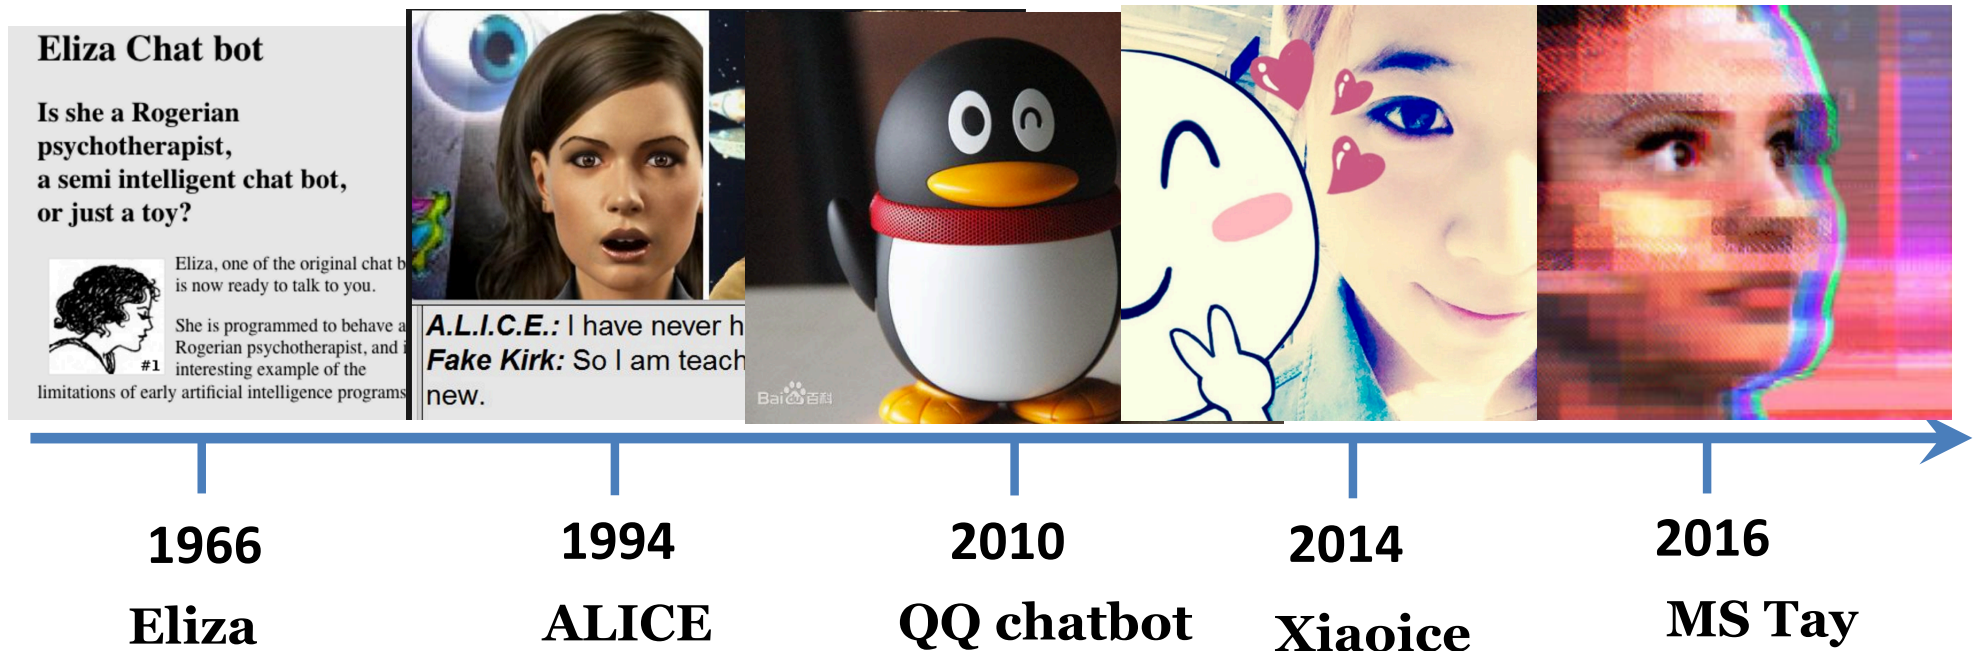 Eliza Chat bot
Is she a Rogerian
psychotherapist,
a semi intelligent chat bot,
or just a toy?
Eliza, one of the original chat b
is now ready to talk to you.
She is programmed to behave a
Rogerian psychotherapist, and i
interesting example of the
#1
limitations of early artificial intelligence programs
A.L.I.C.E.: I have never h
Fake Kirk: So I am teach
new.
Bai 百科
1966
1994
2010
2014
2016
Eliza
ALICE
QQ chatbot
Xiaoice
MS Tay